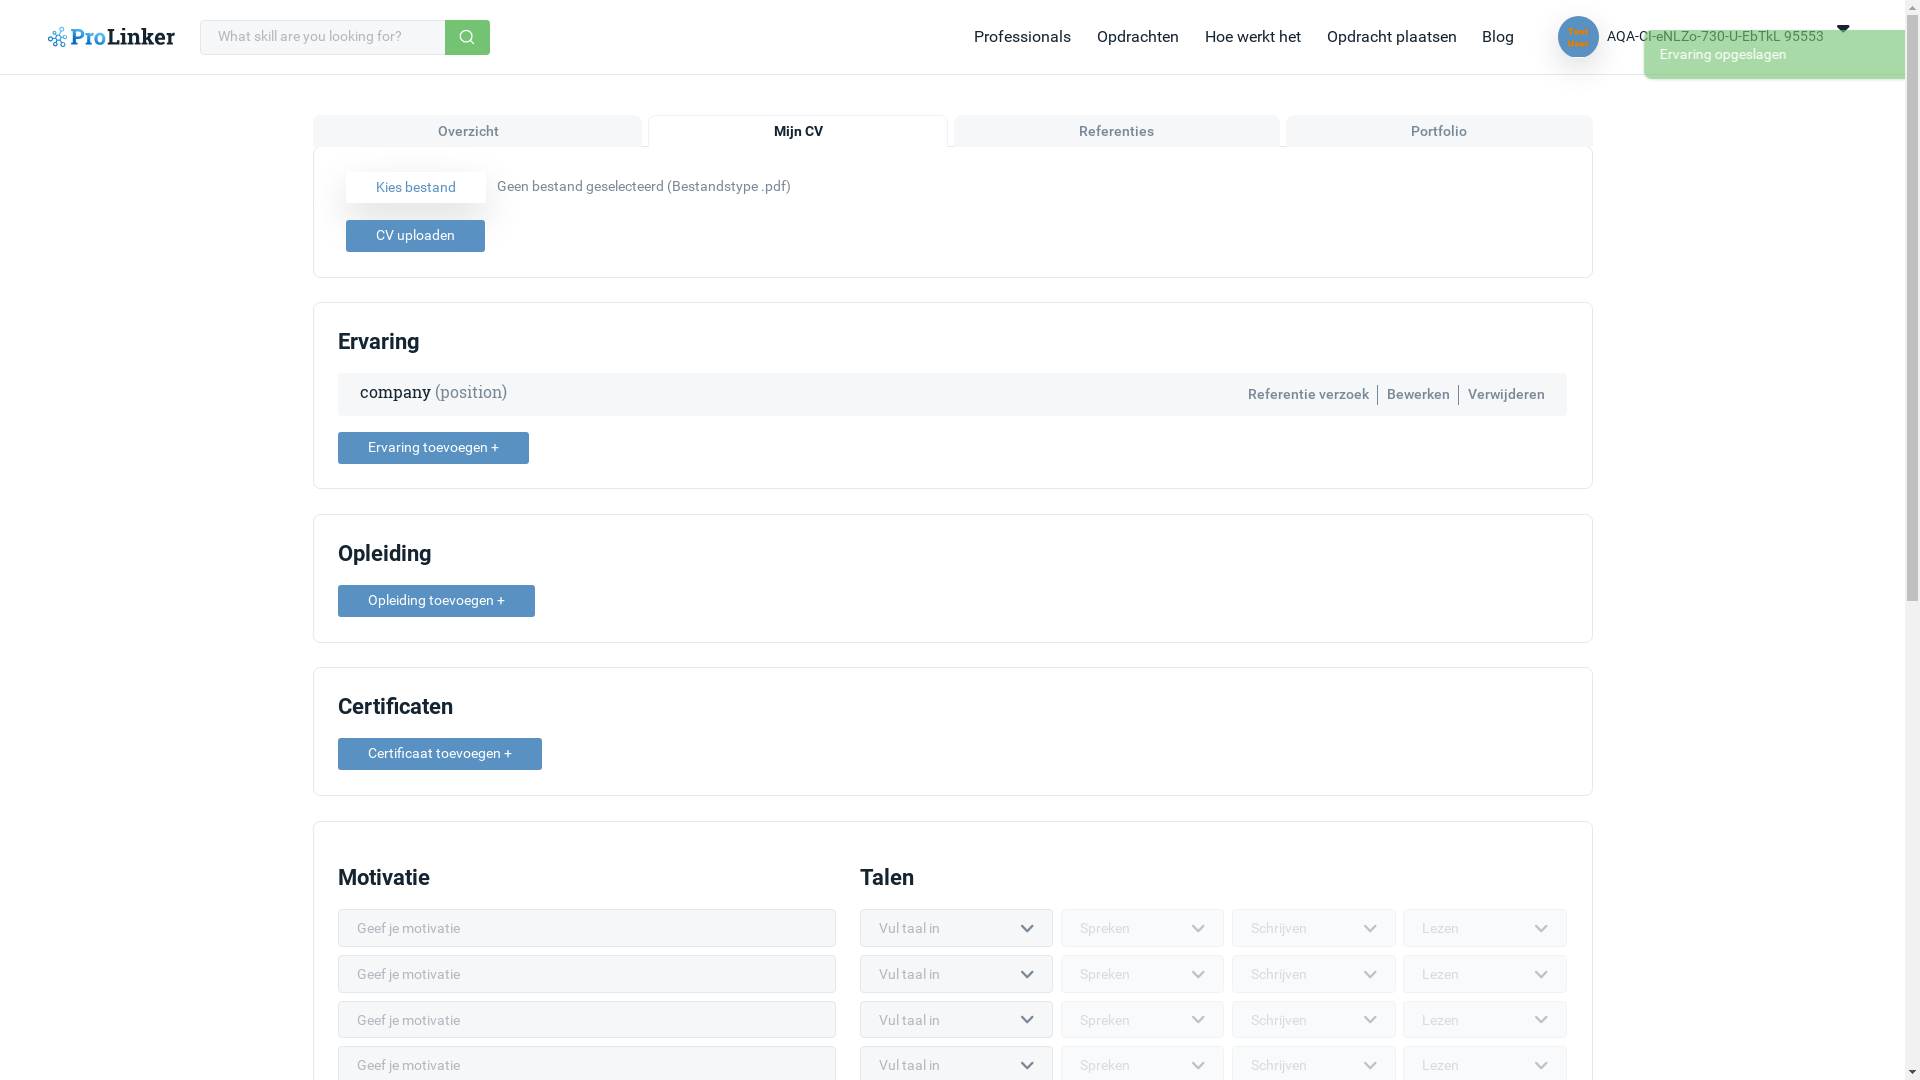 ProLinker
What skill are you looking for?
Professionals
Opdrachten
Hoe werkt het
Opdracht plaatsen
Blog
Test User
AQA-CI-eNLZo-730-U-EbTkL 95553
Ervaring opgeslagen
Overzicht
Mijn CV
Referenties
Portfolio
Kies bestand
Geen bestand geselecteerd (Bestandstype .pdf)
CV uploaden
Ervaring
company (position)
Referentie verzoek
Bewerken
Verwijderen
Ervaring toevoegen +
Opleiding
Opleiding toevoegen +
Certificaten
Certificaat toevoegen +
Motivatie
Talen
Geef je motivatie
Vul taal in
Spreken
Schrijven
Lezen
Geef je motivatie
Vul taal in
Spreken
Schrijven
Lezen
Geef je motivatie
Vul taal in
Spreken
Schrijven
Lezen
Geef je motivatie
Vul taal in
Spreken
Schrijven
Lezen